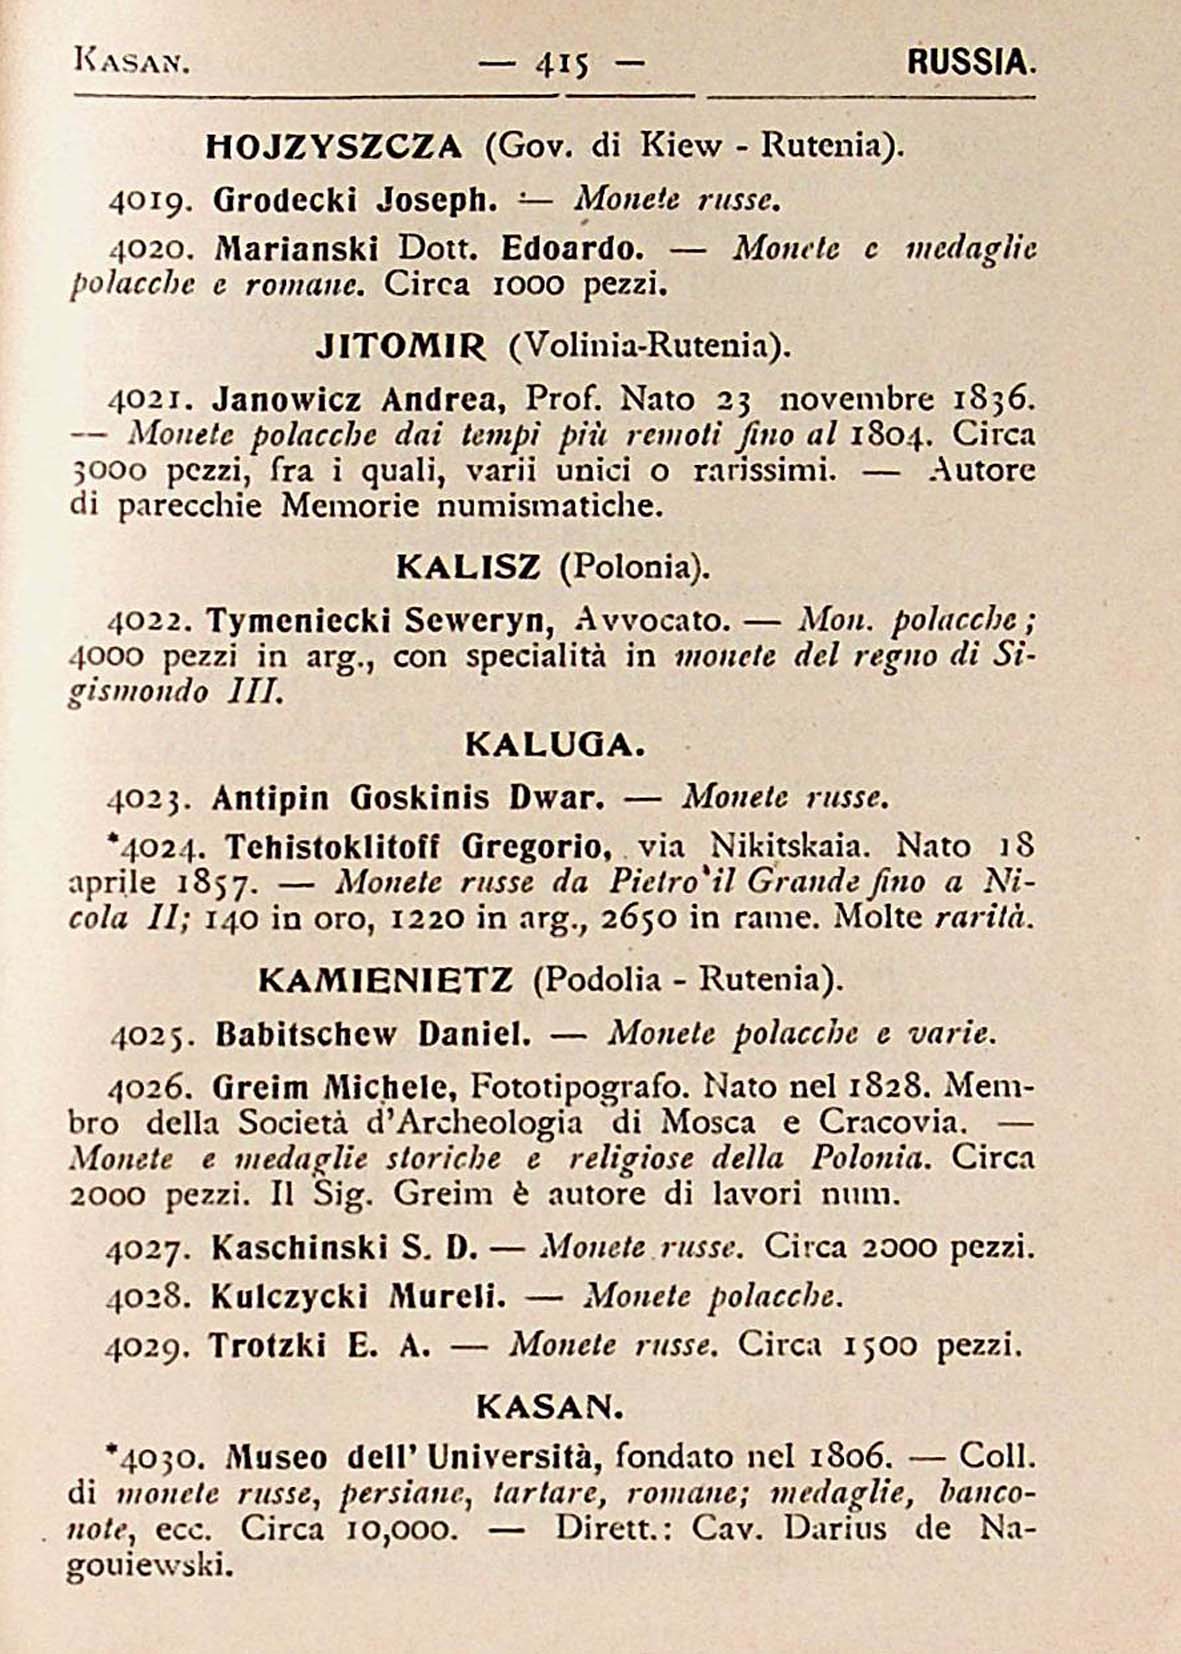 KASAN. — 415 — RUSSIA.
HOJZYSZCZA (Gov. di Kiew - Rutenia).
4019. Grodecki Joseph. — Monete russe.
4020. Marianski Dott. Edoardo. — Monete e medaglie
polacche e romane. Circa 1000 pezzi.
JITOMIR (Volinia-Rutenia).
4021. Janowicz Andrea, Prof. Nato 23 novembre 1836.
— Monete polacche dai tempi più remoti fino al 1804. Circa
3000 pezzi, fra i quali, varii unici o rarissimi. — Autore
di parecchie Memorie numismatiche.
KALISZ (Polonia).
4022. Tymeniecki Seweryn, Avvocato. — Mon. polacche ;
4000 pezzi in arg., con specialità in monete del regno di Si-
gismondo III.
KALUGA.
4023. Antipin Goskinis Dwar. — Monete russe.
*4024. Tchistoklitoff Gregorio, via Nikitskaia. Nato 18
aprile 1857. — Monete russe da Pietro il Grande fino a Ni-
cola II; 140 in oro, 1220 in arg., 2650 in rame. Molte rarità.
KAMIENIETZ (Podolia - Rutenia).
4025. Babitschew Daniel. — Monete polacche e varie.
4026. Greim Michele, Fototipografo. Nato nel 1828. Mem-
bro della Società d'Archeologia di Mosca e Cracovia. —
Monete e medaglie storiche e religiose della Polonia. Circa
2000 pezzi. Il Sig. Greim è autore di lavori num.
4027. Kaschinski S. D. — Monete russe. Circa 2000 pezzi.
4028. Kulczycki Mureli. — Monete polacche.
4029. Trotzki E. A. — Monete russe. Circa 1500 pezzi.
KASAN.
*4030. Museo dell' Università, fondato nel 1806. — Coll.
di monete russe, persiane, tartare, romane; medaglie, banco-
note, ecc. Circa 10,000. — Dirett.: Cav. Darius de Na-
gouiewski.